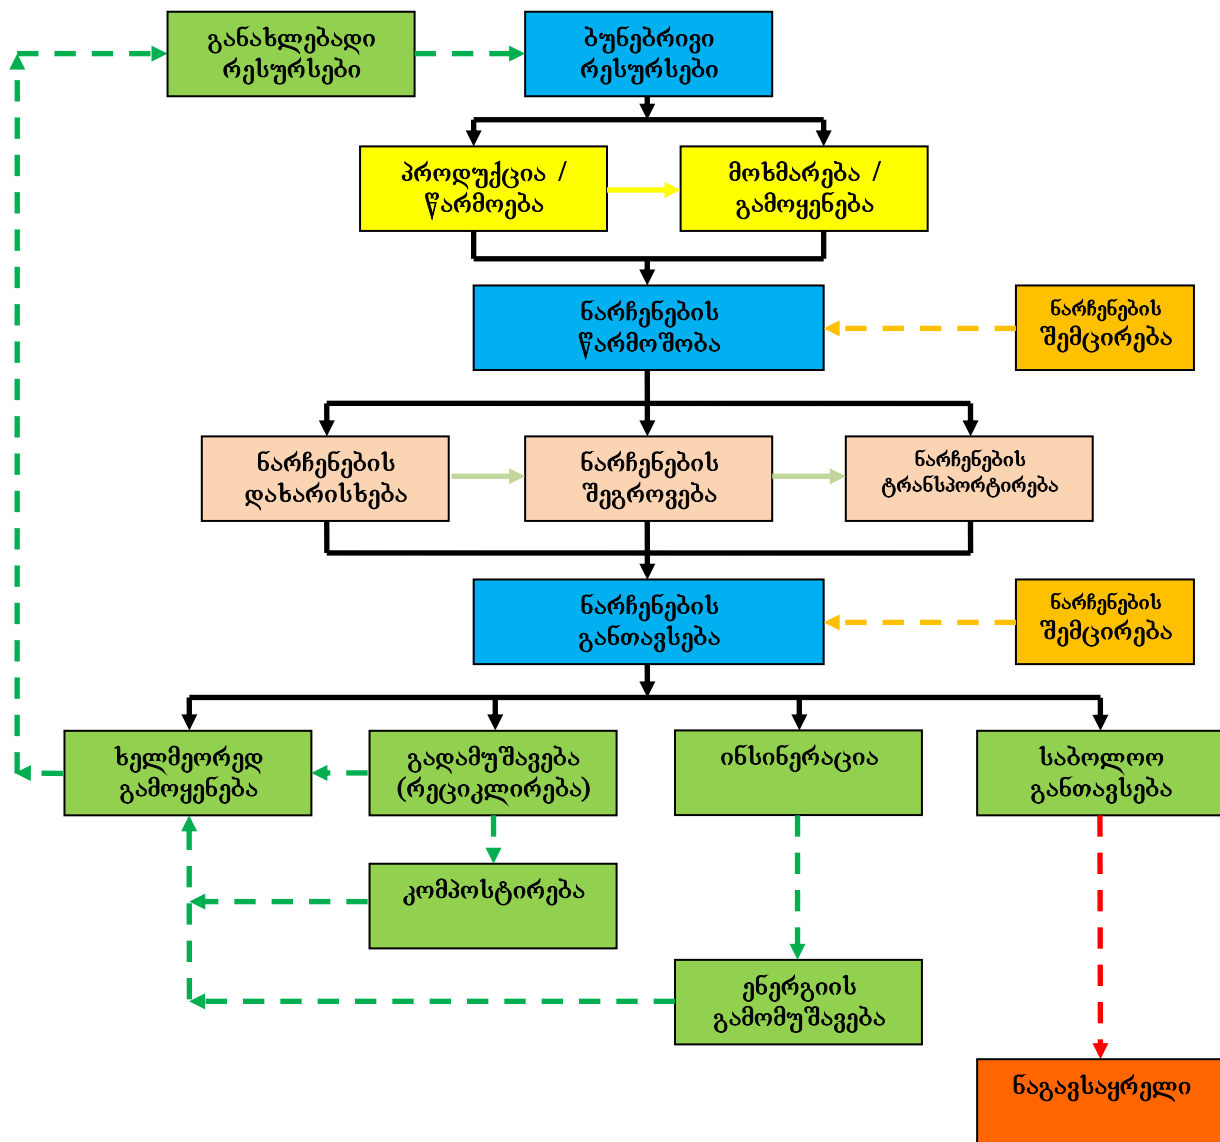 განახლებადი
რესურსები
ბუნებრივი
რესურსები
პროდუქცია /
წარმოება
მოხმარება /
გამოყენება
ნარჩენების
წარმოშობა
ნარჩენების
შემცირება
ნარჩენების
დახარისხება
ნარჩენების
შეგროვება
ნარჩენების
ტრანსპორტირება
ნარჩენების
განთავსება
ნარჩენების
შემცირება
ხელმეორედ
გამოყენება
გადამუშავება
(რეციკლირება)
ინსინერაცია
საბოლოო
განთავსება
კომპოსტირება
ენერგიის
გამომუშავება
ნაგავსაყრელი